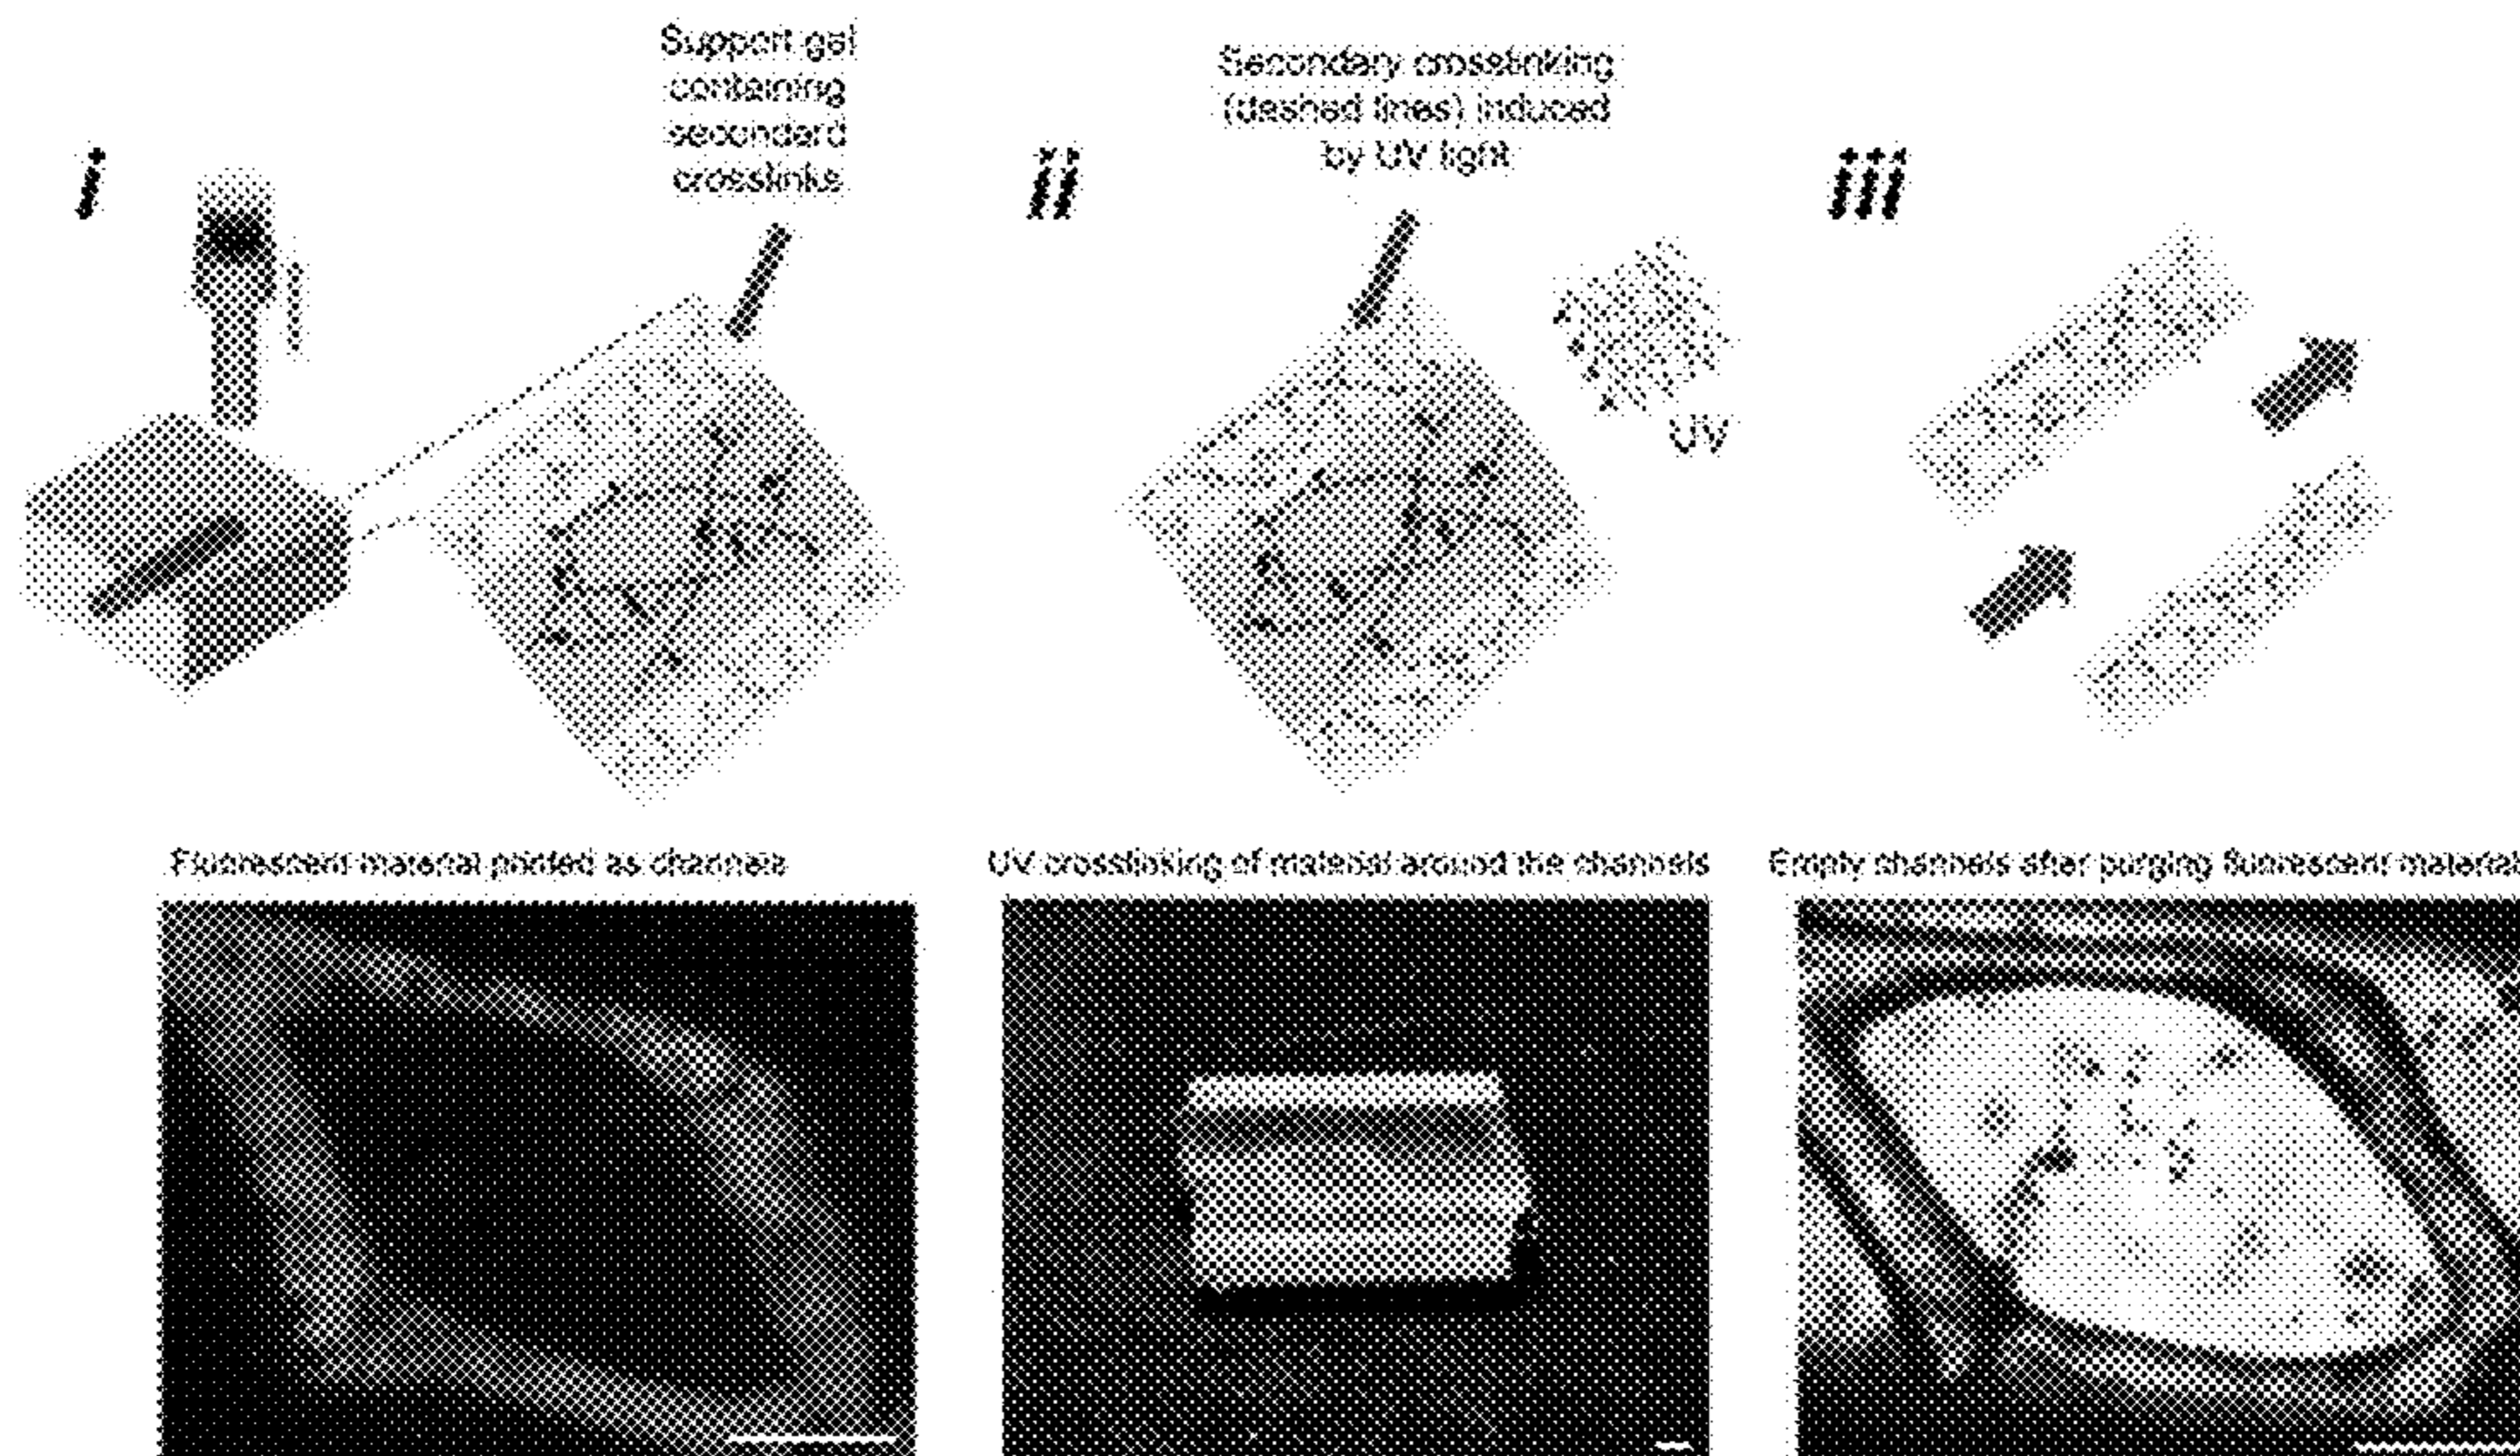 i
Support gel
containing
secondard
crosslinks
ii
Secondary crosslinking
(dashed lines) induced
by UV light
UV
iii
Fluorescent material printed as channels
UV crosslinking of material around the channels
Empty channels after purging fluorescent material